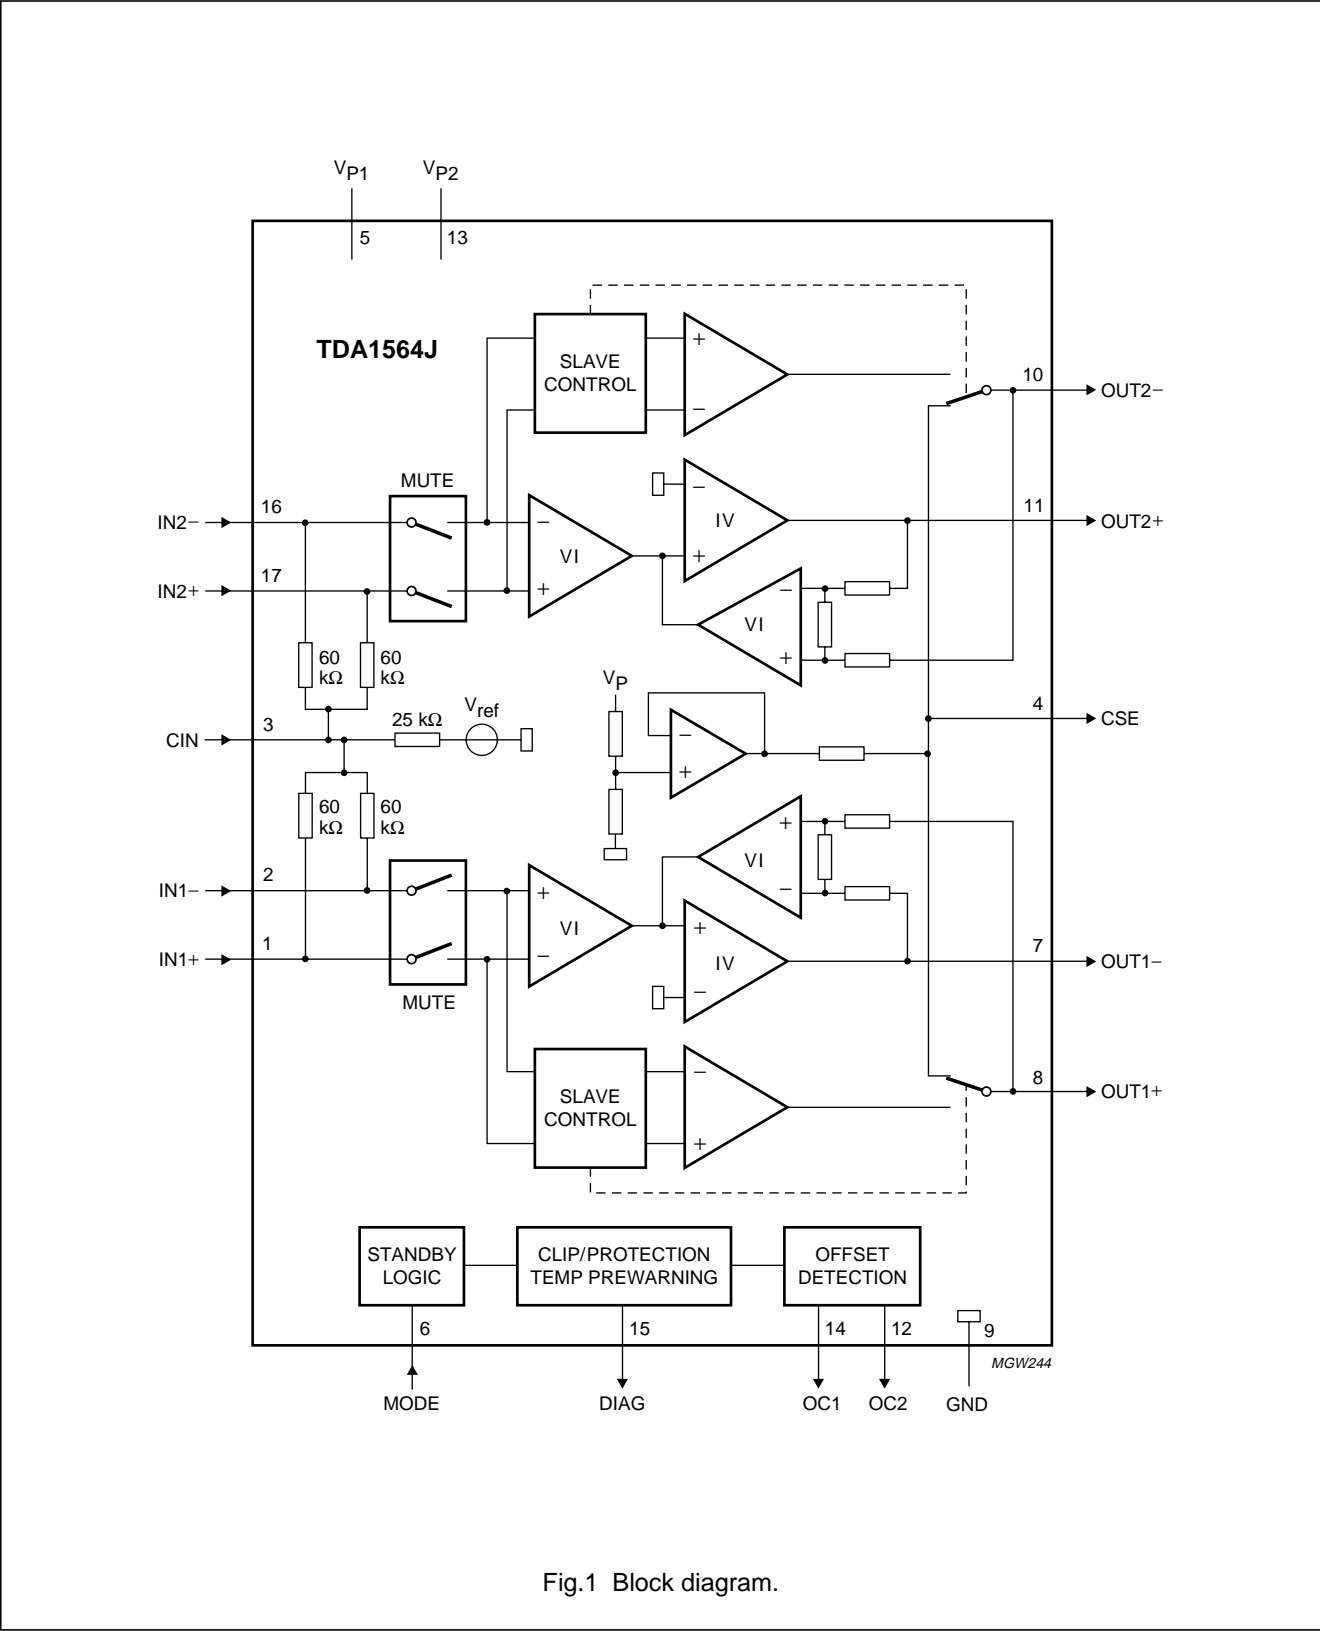 VP1
VP2
5
13
TDA1564J
SLAVE
CONTROL
+
−
10
OUT2−
MUTE
16
IN2−
−
IV
+
11
OUT2+
−
VI
+
17
IN2+
−
VI
+
60
kΩ
60
kΩ
VP
3
CIN
25 kΩ
Vref
−
+
4
CSE
60
kΩ
60
kΩ
+
VI
−
2
IN1−
+
VI
−
+
IV
−
7
OUT1−
1
IN1+
MUTE
SLAVE
CONTROL
−
+
8
OUT1+
STANDBY
LOGIC
CLIP/PROTECTION
TEMP PREWARNING
OFFSET
DETECTION
6
15
14
12
9
MGW244
MODE
DIAG
OC1
OC2
GND
Fig.1 Block diagram.